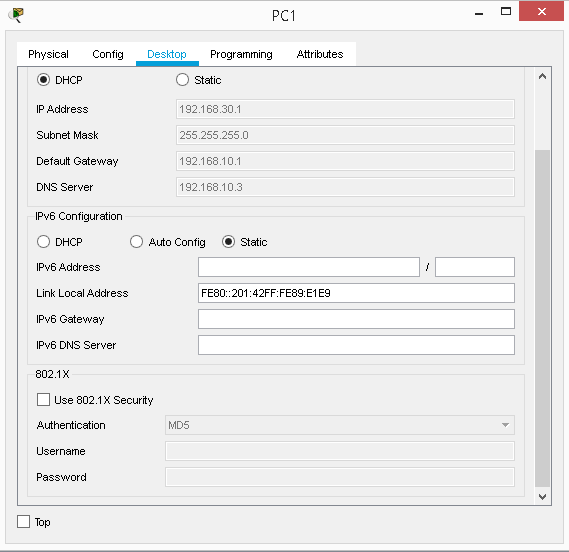 PC1
Physical Config Desktop Programming Attributes
DHCP Static
IP Address 192.168.30.1
Subnet Mask 255.255.255.0
Default Gateway 192.168.10.1
DNS Server 192.168.10.3
IPv6 Configuration
DHCP Auto Config Static
IPv6 Address /
Link Local Address FE80::201:42FF:FE89:E1E9
IPv6 Gateway
IPv6 DNS Server
802.1X
Use 802.1X Security
Authentication MD5
Username
Password
Top